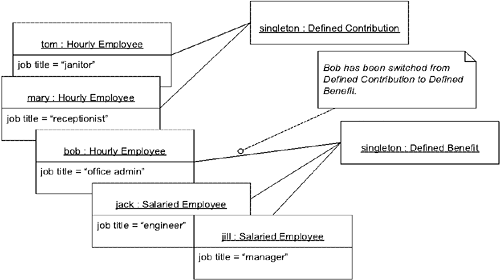 tom : Hourly Employee
job title = "janitor"
singleton : Defined Contribution
Bob has been switched from
Defined Contribution to Defined
Benefit.
mary : Hourly Employee
job title = "receptionist"
bob : Hourly Employee
job title = "office admin"
singleton : Defined Benefit
jack : Salaried Employee
job title = "engineer"
jill : Salaried Employee
job title = "manager"